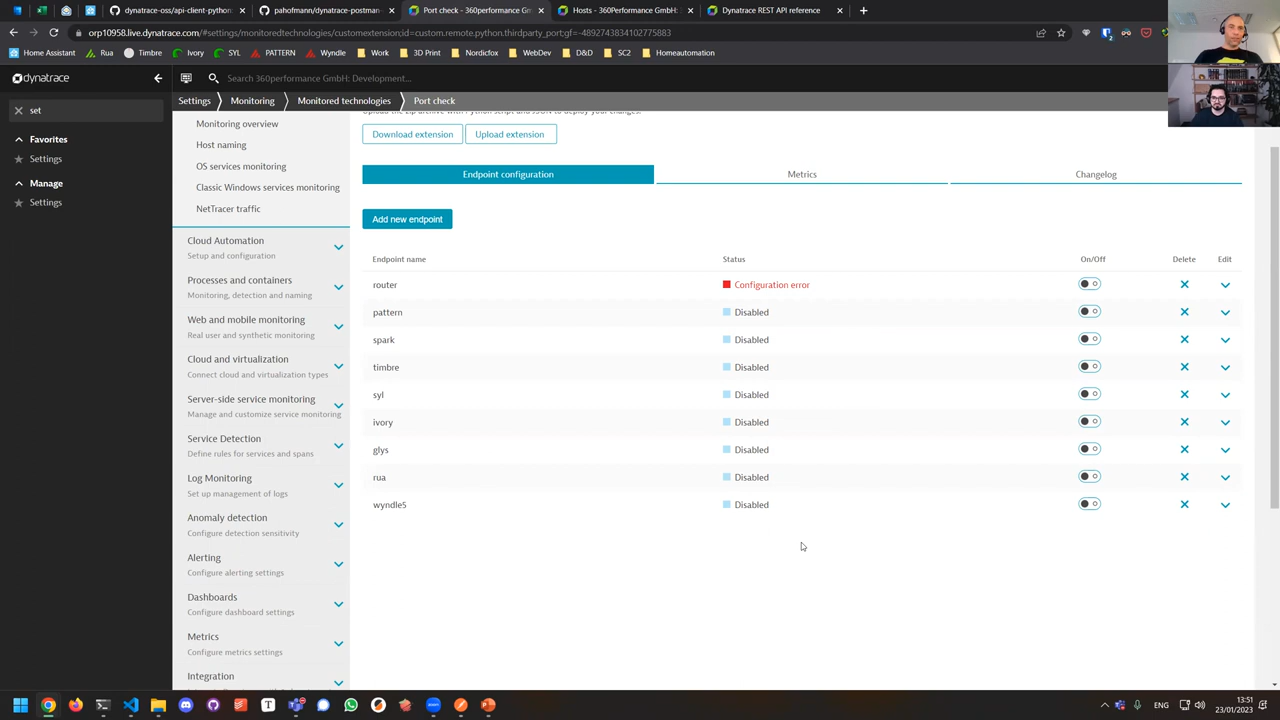 dynatrace-oss/api-client-python
pahofmann/dynatrace-postman
Port check - 360Performance G
Hosts - 360Performance GmbH:
Dynatrace REST API reference
orp10958.live.dynatrace.com/#settings/monitoredtechnologies/customextension;id=custom.remote.python.thirdparty_port;gf=-4892743834102775883
Home Assistant
Rua
Timbre
Ivory
SYL
PATTERN
Wyndle
Work
3D Print
Nordicfox
WebDev
D&D
SC2
Homeautomation
dynatrace
Search 360performance GmbH: Development...
Settings
Monitoring
Monitored technologies
Port check
set
Favorites
Settings
Manage
Settings
Monitoring overview
Host naming
OS services monitoring
Classic Windows services monitoring
NetTracer traffic
Cloud Automation
Setup and configuration
Processes and containers
Monitoring, detection and naming
Web and mobile monitoring
Real user and synthetic monitoring
Cloud and virtualization
Connect cloud and virtualization types
Server-side service monitoring
Manage and customize service monitoring
Service Detection
Define rules for services and spans
Log Monitoring
Set up management of logs
Anomaly detection
Configure detection sensitivity
Alerting
Configure alerting settings
Dashboards
Configure dashboard settings
Metrics
Configure metrics settings
Integration
Download extension
Upload extension
Endpoint configuration
Metrics
Changelog
Add new endpoint
Endpoint name Status On/Off Delete Edit
router Configuration error
pattern Disabled
spark Disabled
timbre Disabled
syl Disabled
ivory Disabled
glys Disabled
rua Disabled
wyndle5 Disabled
13:51
23/01/2023